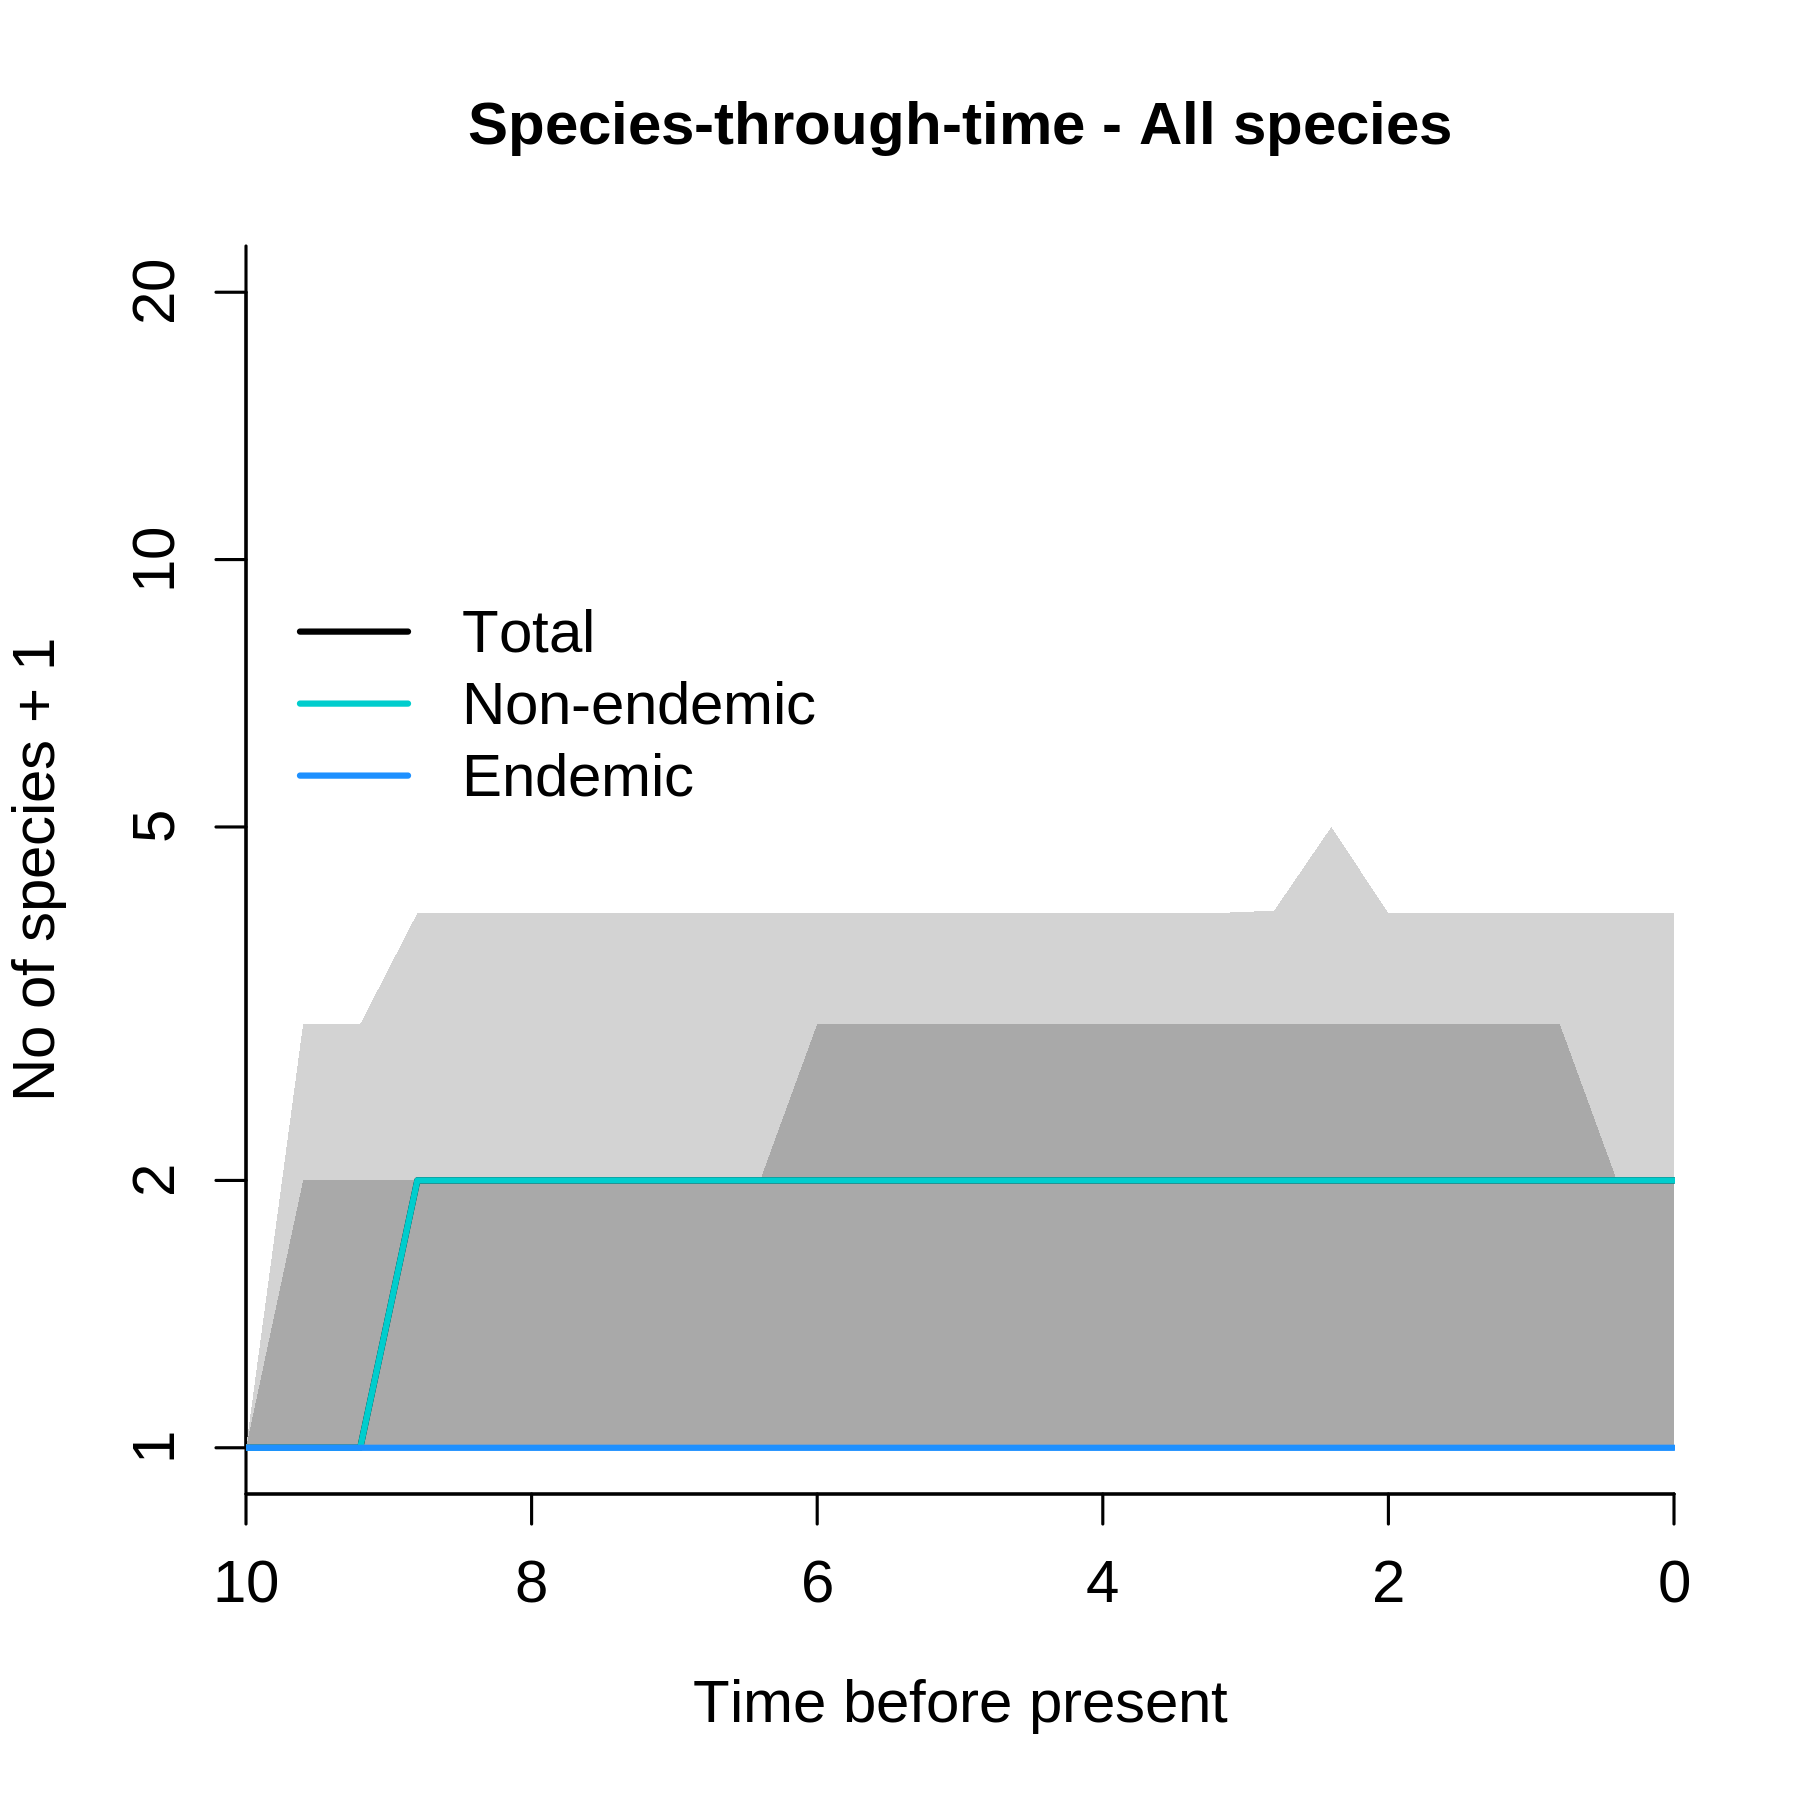 Species-through-time - All species
No of species + 1
20
10
5
2
1
Total
Non-endemic
Endemic
10 8 6 4 2 0
Time before present